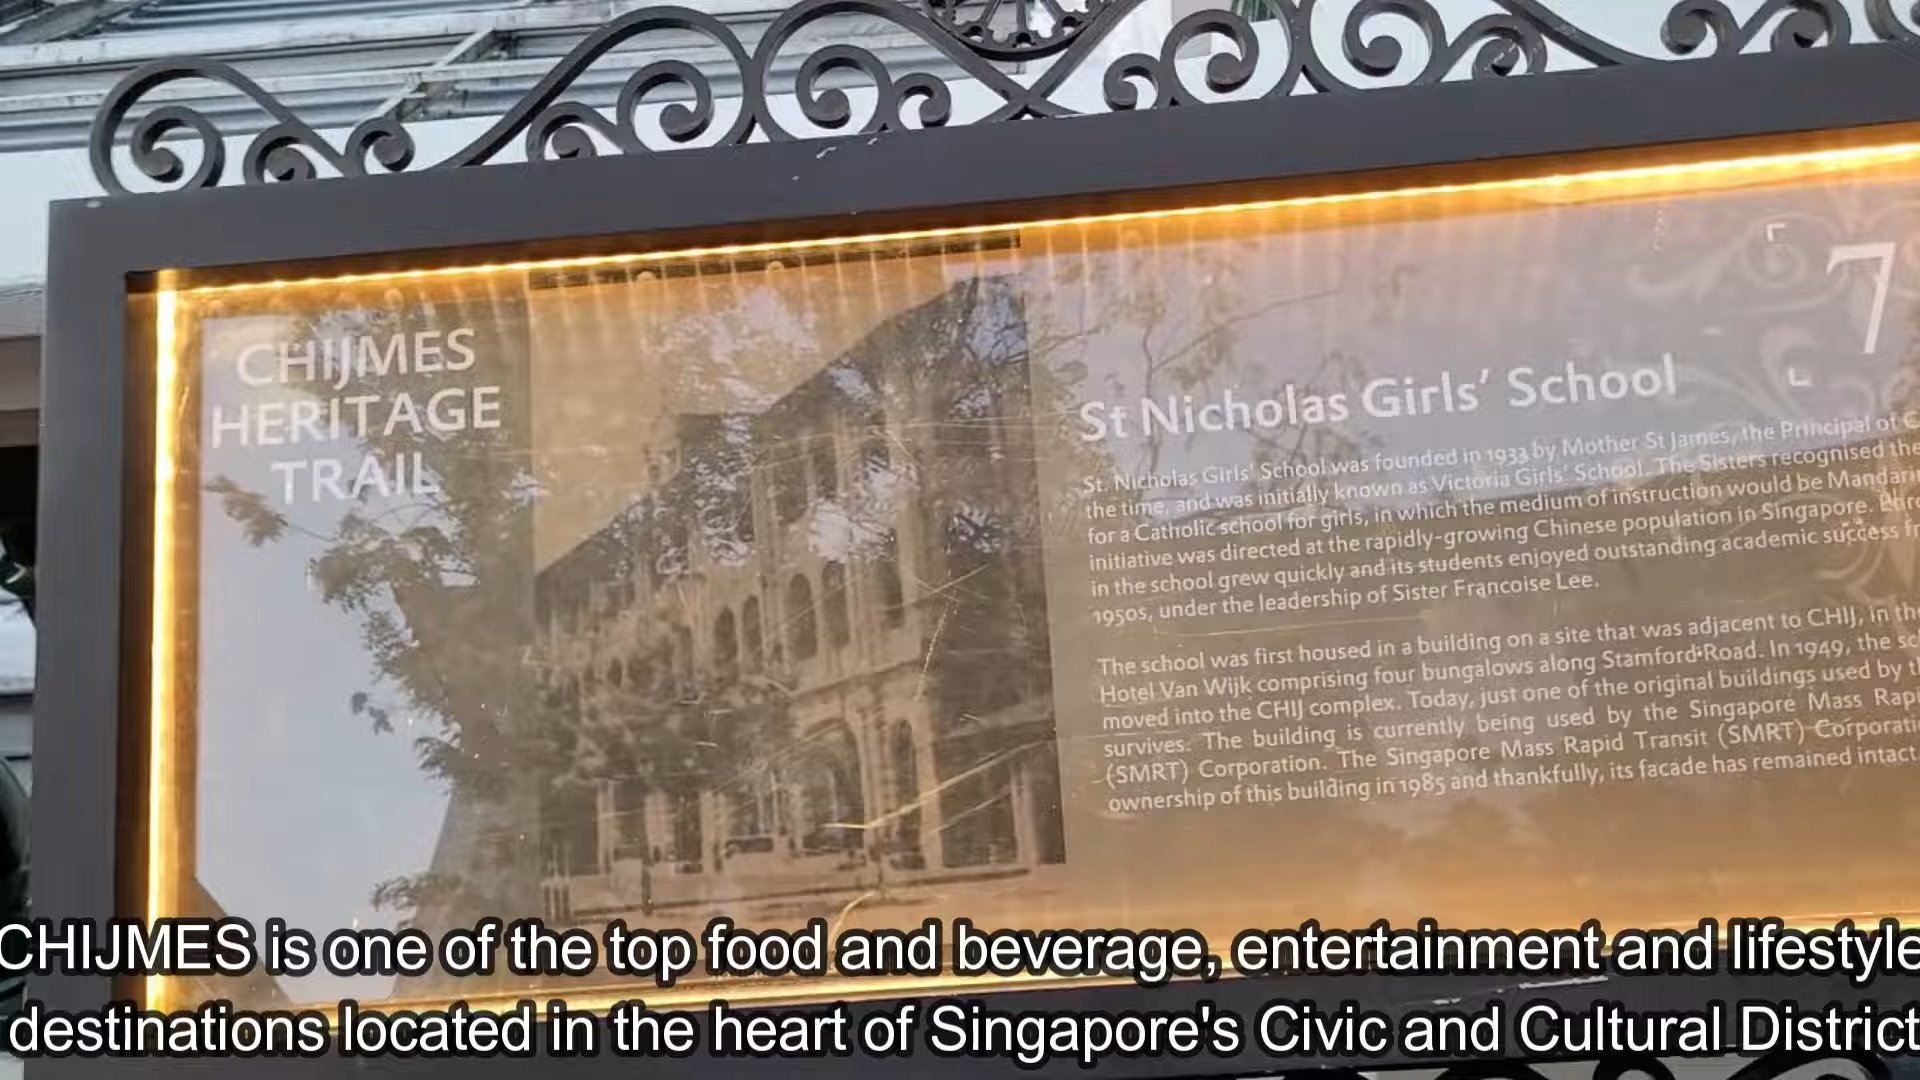 CHIJMES
HERITAGE
TRAIL
7
St Nicholas Girls' School
St. Nicholas Girls' School was founded in 1933 by Mother St James, the Principal of
the time, and was initially known as Victoria Girls' School. The Sisters recognised the
for a Catholic school for girls, in which the medium of instruction would be Mandarin
initiative was directed at the rapidly-growing Chinese population in Singapore.
in the school grew quickly and its students enjoyed outstanding academic success
1950s, under the leadership of Sister Francoise Lee.
The school was first housed in a building on a site that was adjacent to CHIJ, in the
Hotel Van Wijk comprising four bungalows along Stamford Road. In 1949, the
moved into the CHIJ complex. Today, just one of the original buildings used by
survives. The building is currently being used by the Singapore Mass
(SMRT) Corporation. The Singapore Mass Rapid Transit (SMRT)
ownership of this building in 1985 and thankfully, its facade has remained intact.
CHIJMES is one of the top food and beverage, entertainment and lifestyle
destinations located in the heart of Singapore's Civic and Cultural District